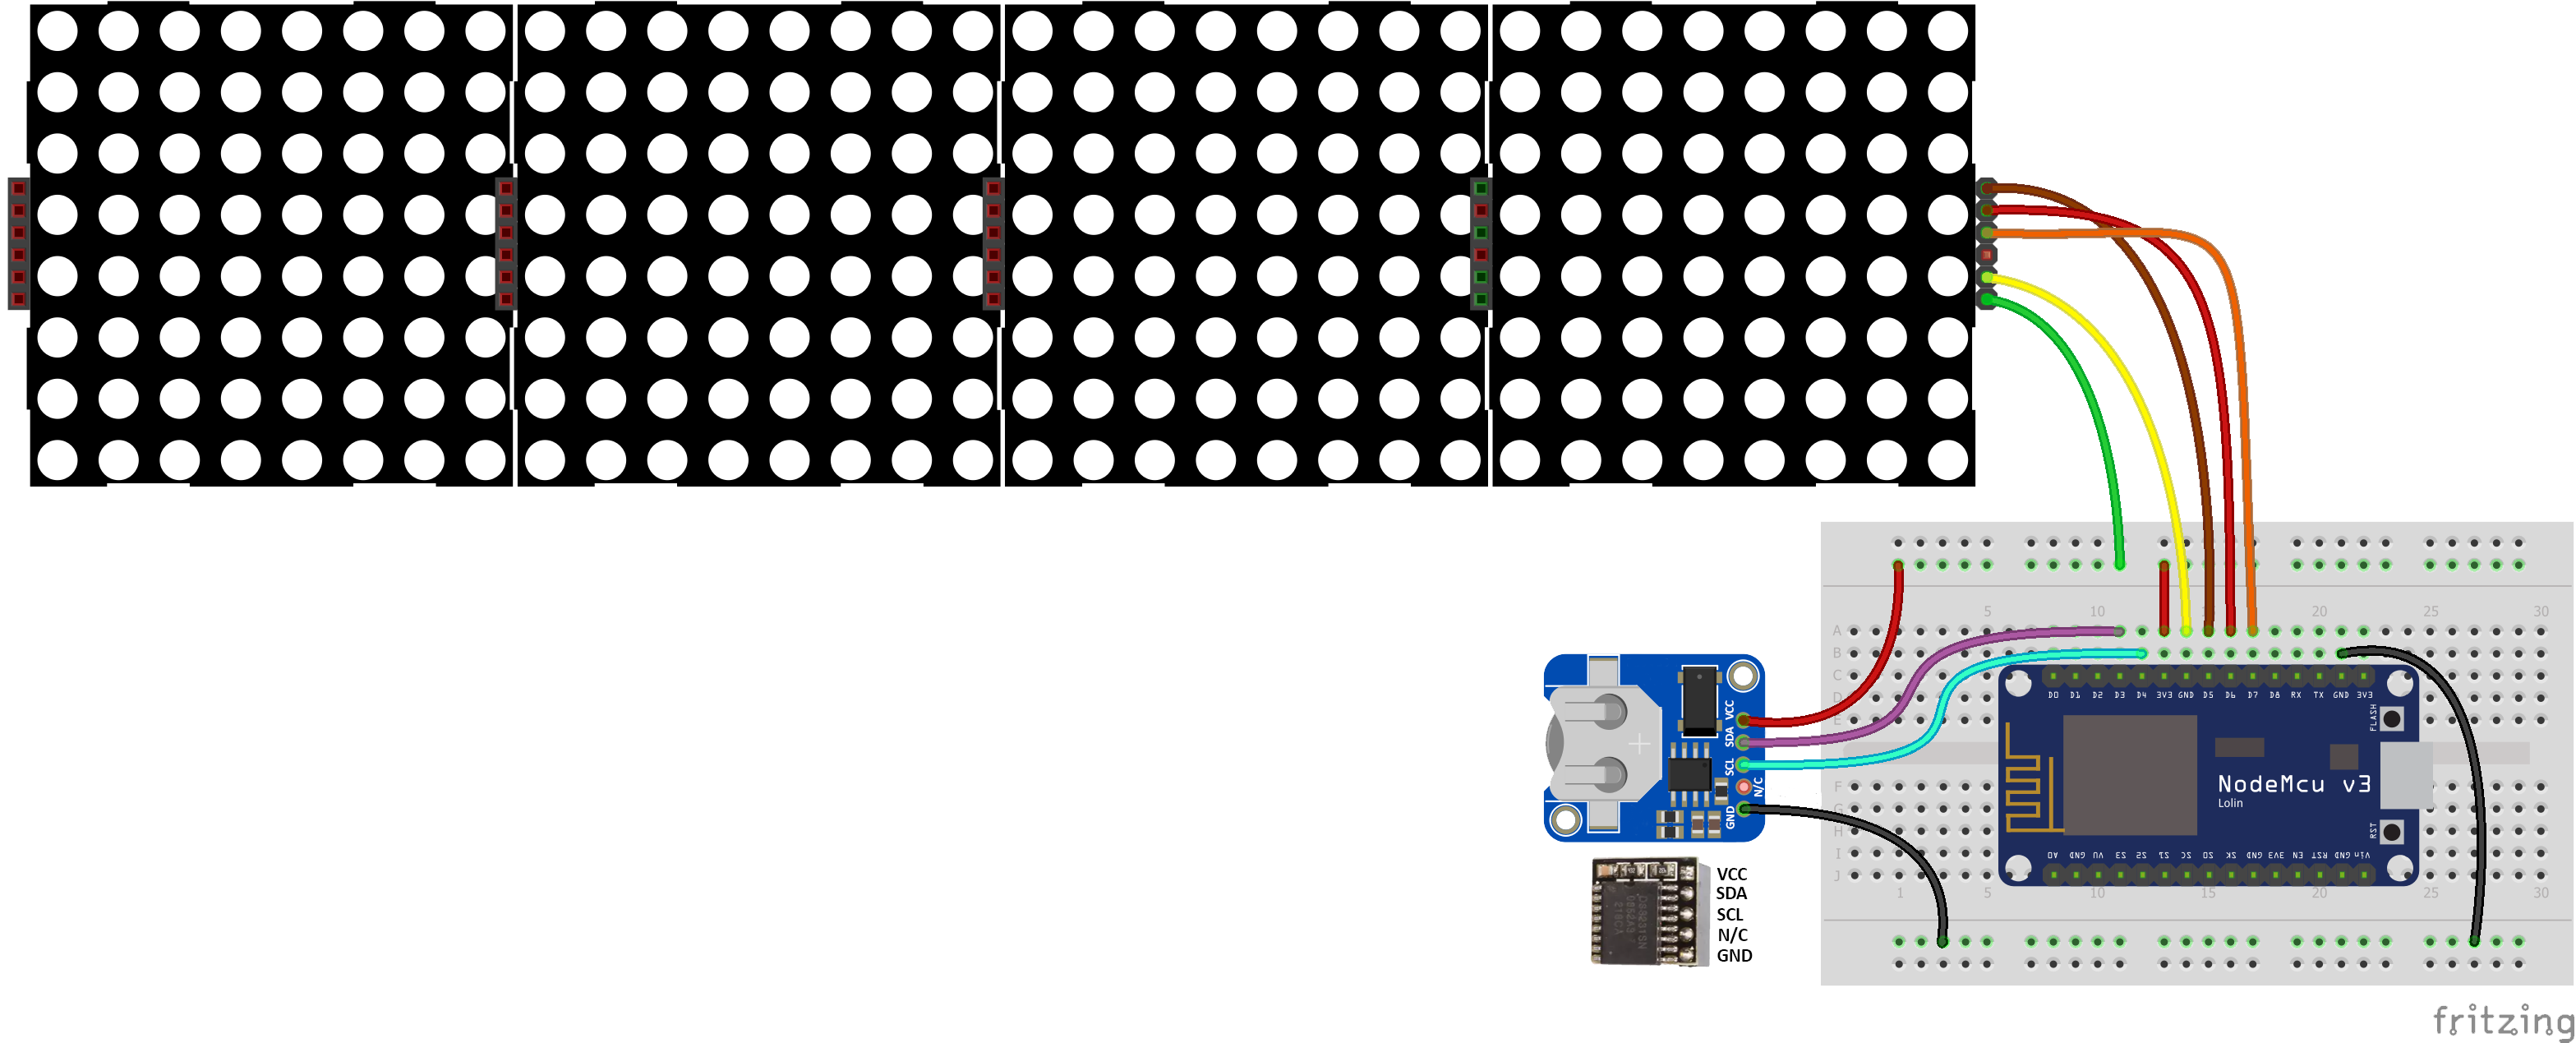 5 10 15 20 25 30
A
B
C
D
E
F
G
H
I
J
D0 D1 D2 D3 D4 3V3 GND D5 D6 D7 D8 RX TX GND 3V3
FLASH
NodeMcu v3
Lolin
RST
A0 GND VU S3 S2 S1 SC S0 SK GND 3V3 EN RST GND Vin
1 5 10 15 20 25 30
VCC
SDA
SCL
N/C
GND
VCC
SDA
SCL
N/C
GND
fritzing